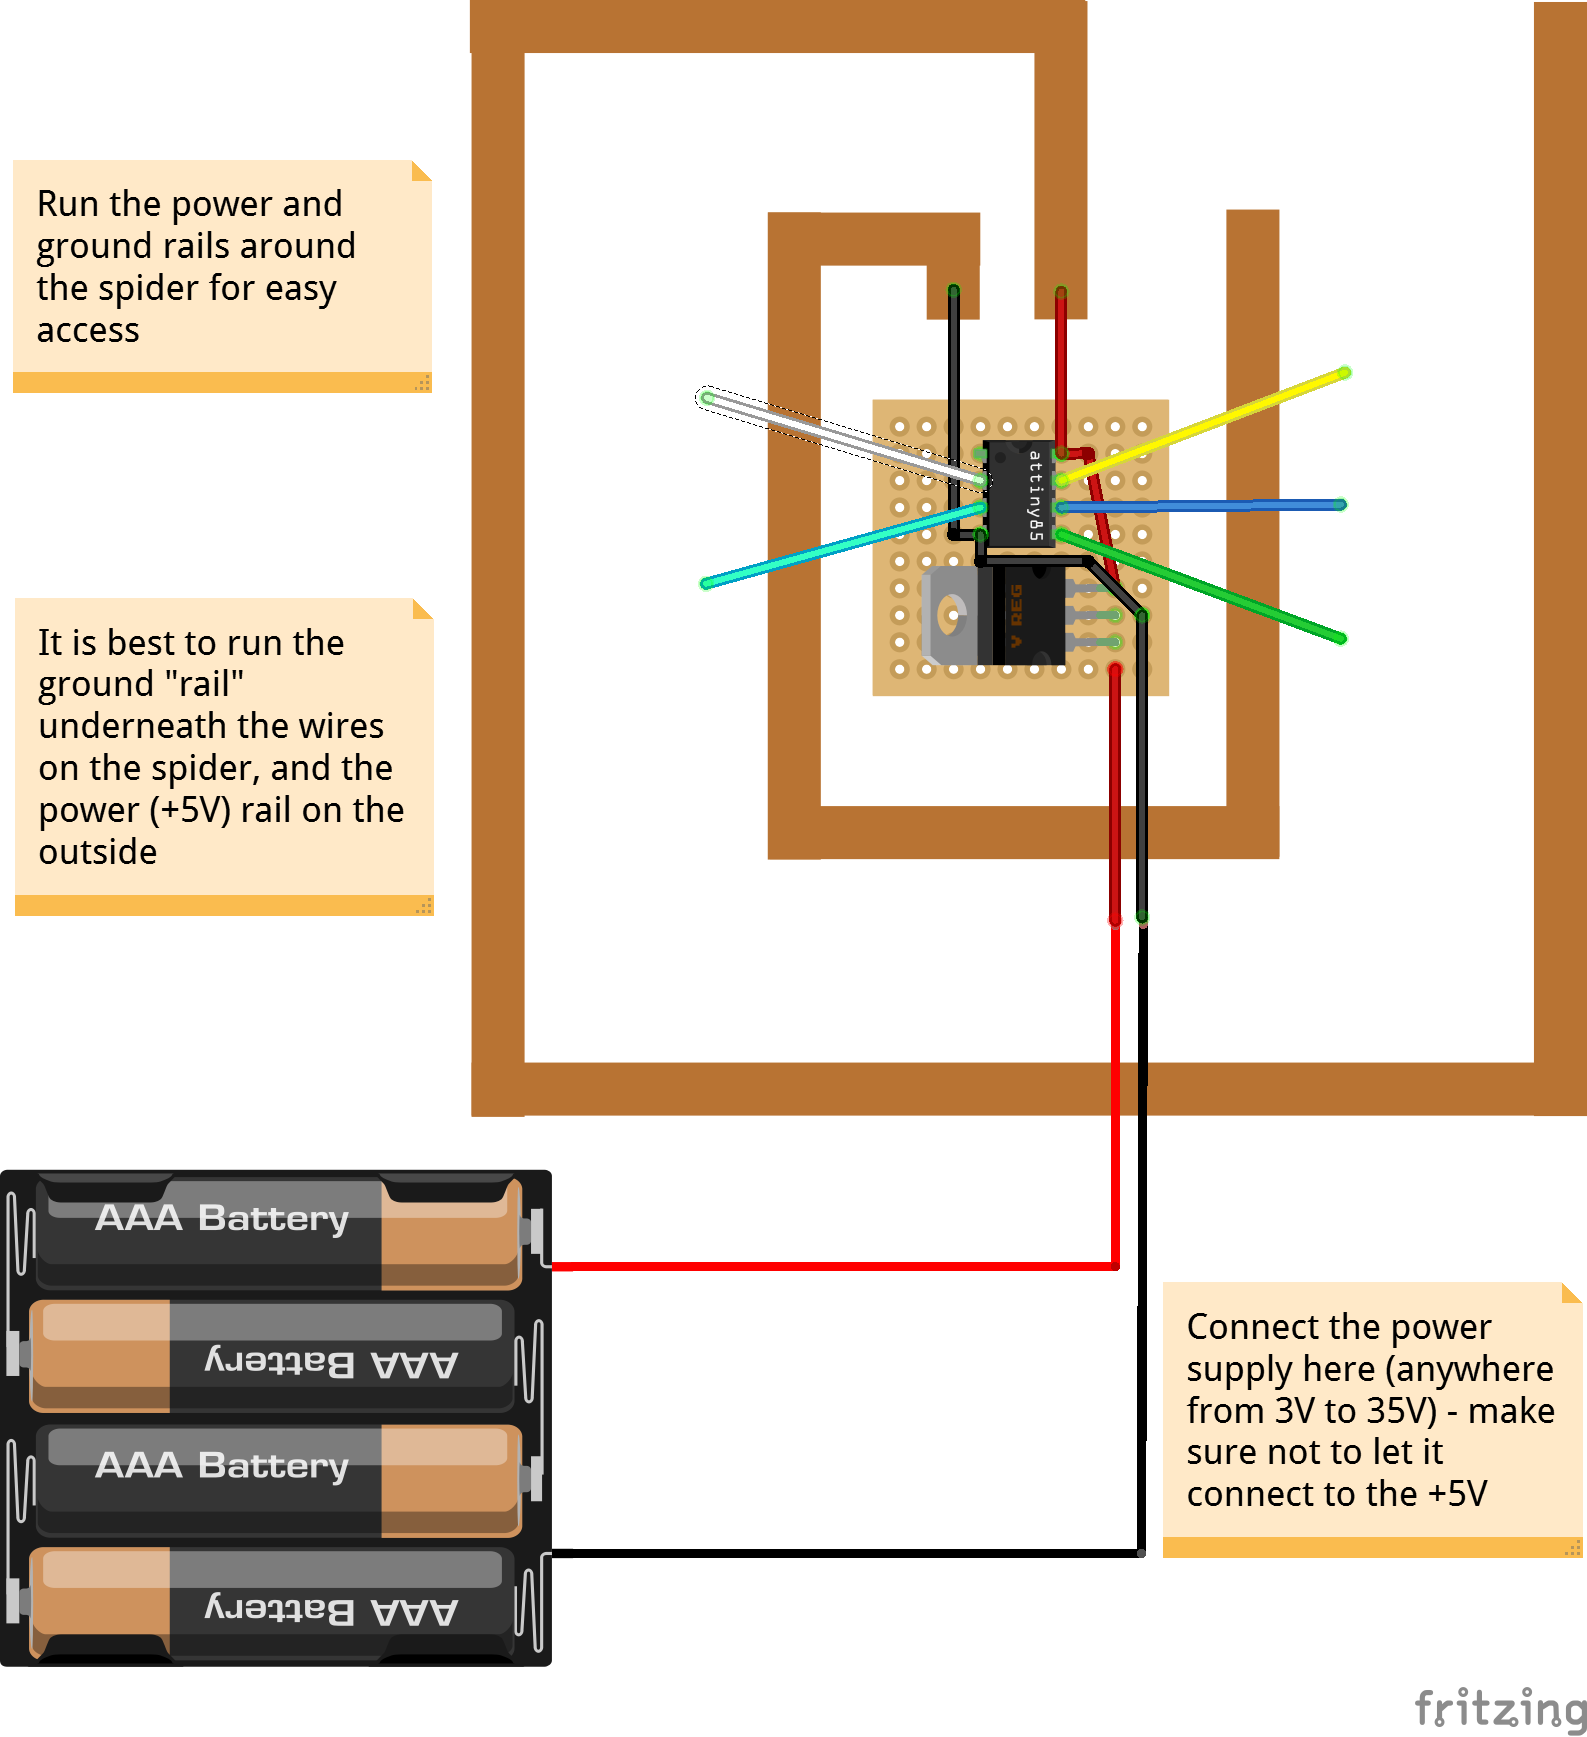 Run the power and
ground rails around
the spider for easy
access
attiny85
It is best to run the
ground "rail"
underneath the wires
on the spider, and the
power (+5V) rail on the
outside
V REG
AAA Battery
AAA Battery
AAA Battery
AAA Battery
Connect the power
supply here (anywhere
from 3V to 35V) - make
sure not to let it
connect to the +5V
fritzing